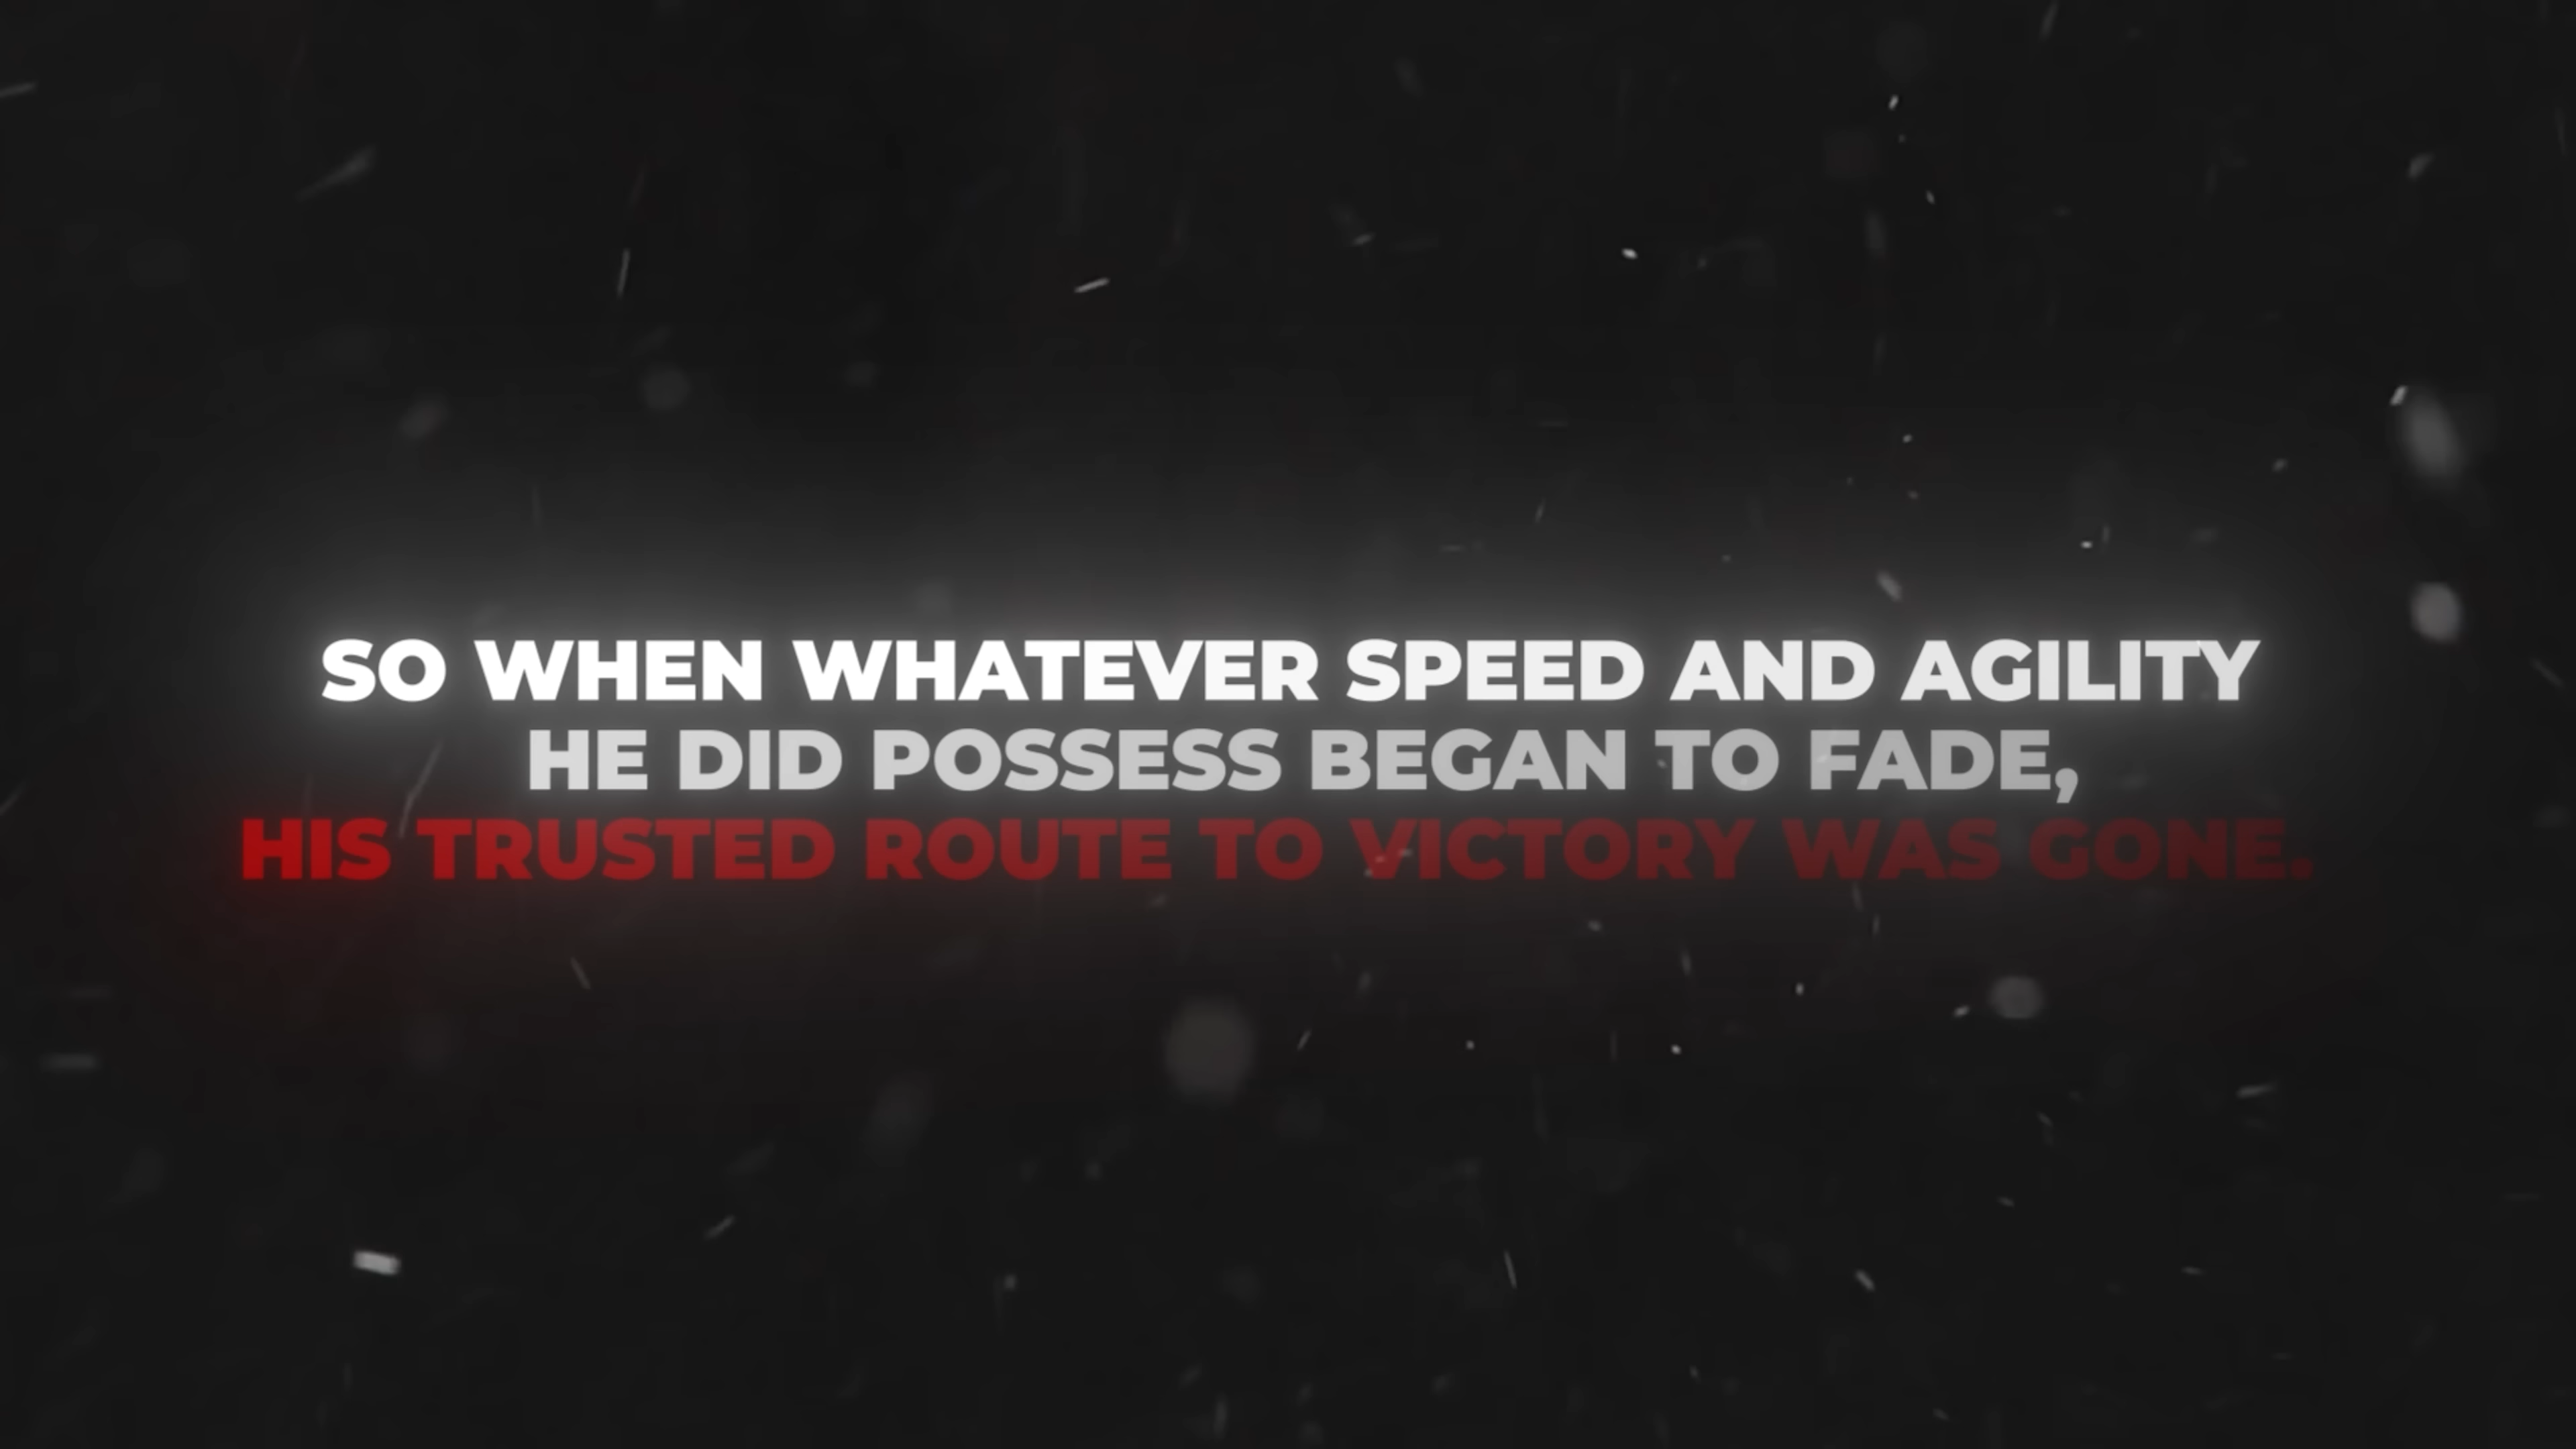 SO WHEN WHATEVER SPEED AND AGILITY
HE DID POSSESS BEGAN TO FADE,
HIS TRUSTED ROUTE TO VICTORY WAS GONE.